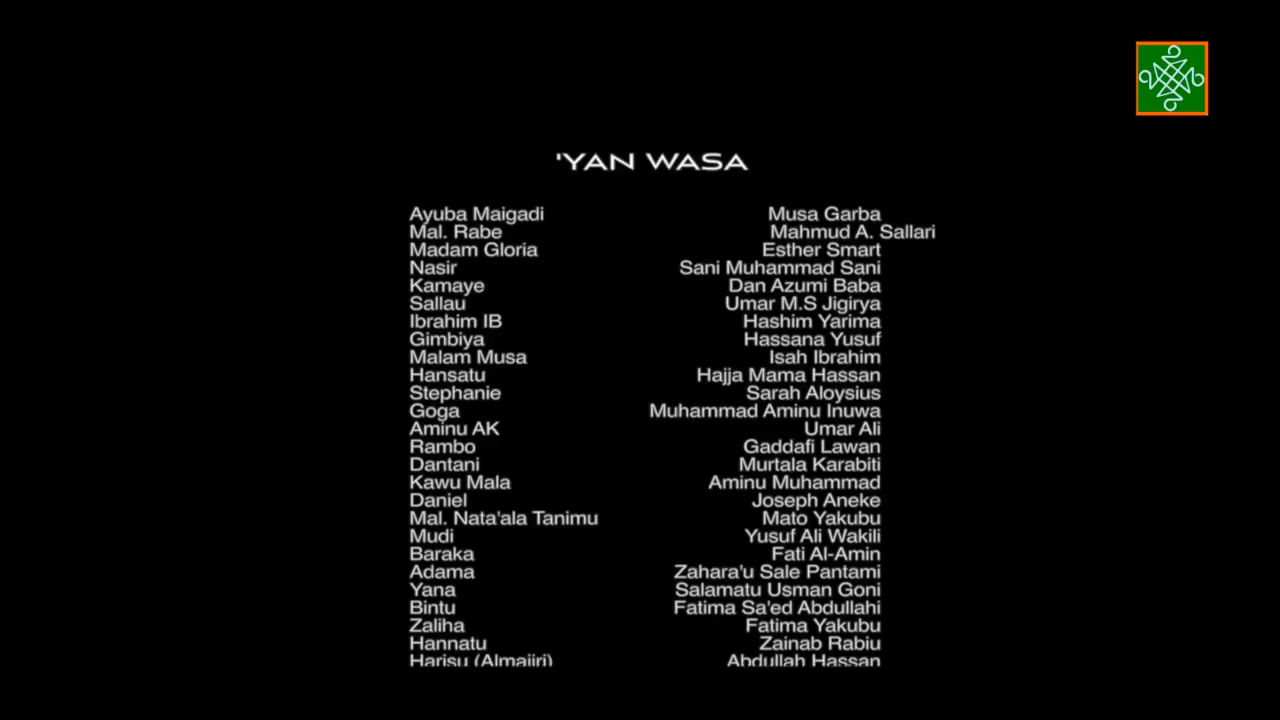 'YAN WASA
Ayuba Maigadi Musa Garba
Mal. Rabe Mahmud A. Sallari
Madam Gloria Esther Smart
Nasir Sani Muhammad Sani
Kamaye Dan Azumi Baba
Sallau Umar M.S Jigirya
Ibrahim IB Hashim Yarima
Gimbiya Hassana Yusuf
Malam Musa Isah Ibrahim
Hansatu Hajja Mama Hassan
Stephanie Sarah Aloysius
Goga Muhammad Aminu Inuwa
Aminu AK Umar Ali
Rambo Gaddafi Lawan
Dantani Murtala Karabiti
Kawu Mala Aminu Muhammad
Daniel Joseph Aneke
Mal. Nata'ala Tanimu Mato Yakubu
Mudi Yusuf Ali Wakili
Baraka Fati Al-Amin
Adama Zahara'u Sale Pantami
Yana Salamatu Usman Goni
Bintu Fatima Sa'ed Abdullahi
Zaliha Fatima Yakubu
Hannatu Zainab Rabiu
Harisu (Almajiri) Abdullah Hassan